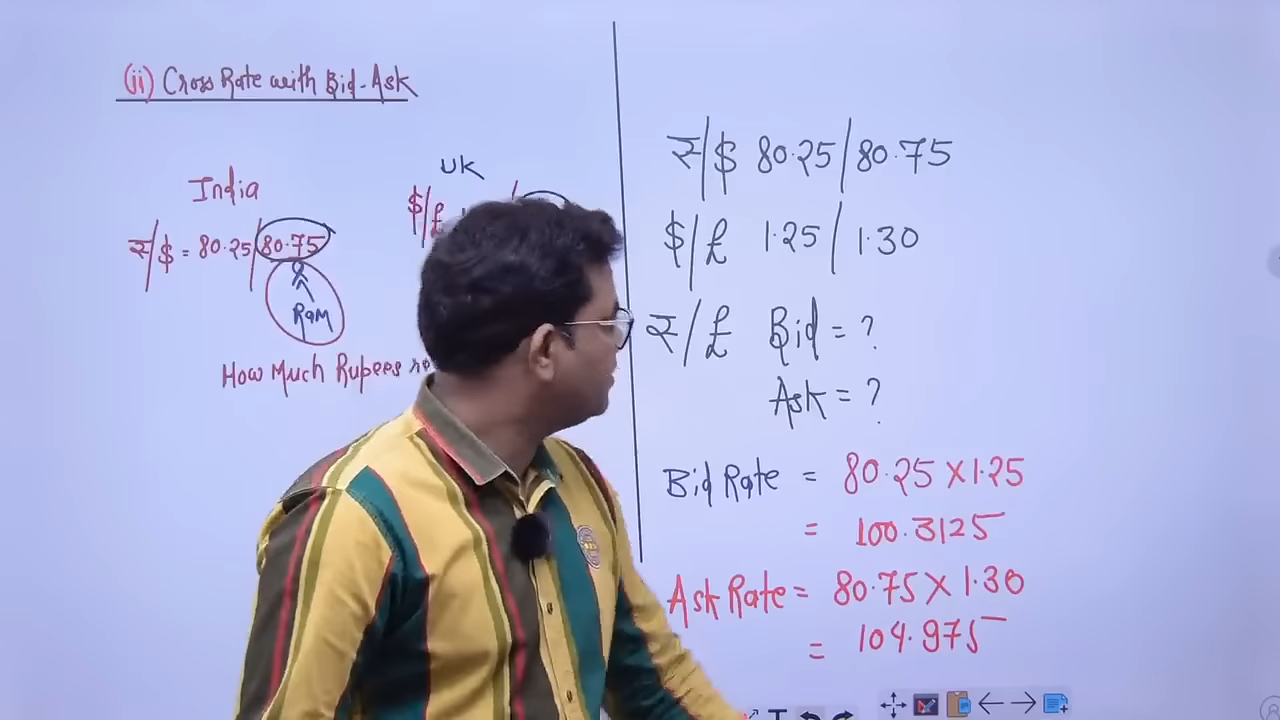 (ii) Cross Rate with Bid-Ask
India
₹/$ = 80.25/80.75
Ram
How Much Rupees
UK
$/£
₹/$ 80.25/80.75
$/£ 1.25/1.30
₹/£ Bid = ?
Ask = ?
Bid Rate = 80.25 X 1.25
= 100.3125
Ask Rate = 80.75 X 1.30
= 104.975